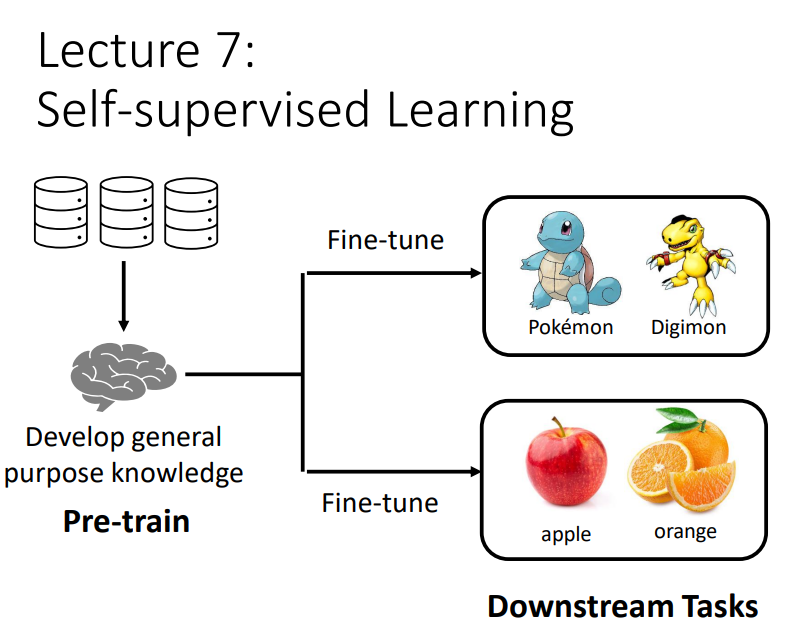 Lecture 7:
Self-supervised Learning
Fine-tune
Pokémon Digimon
Develop general
purpose knowledge
Pre-train
Fine-tune
apple orange
Downstream Tasks